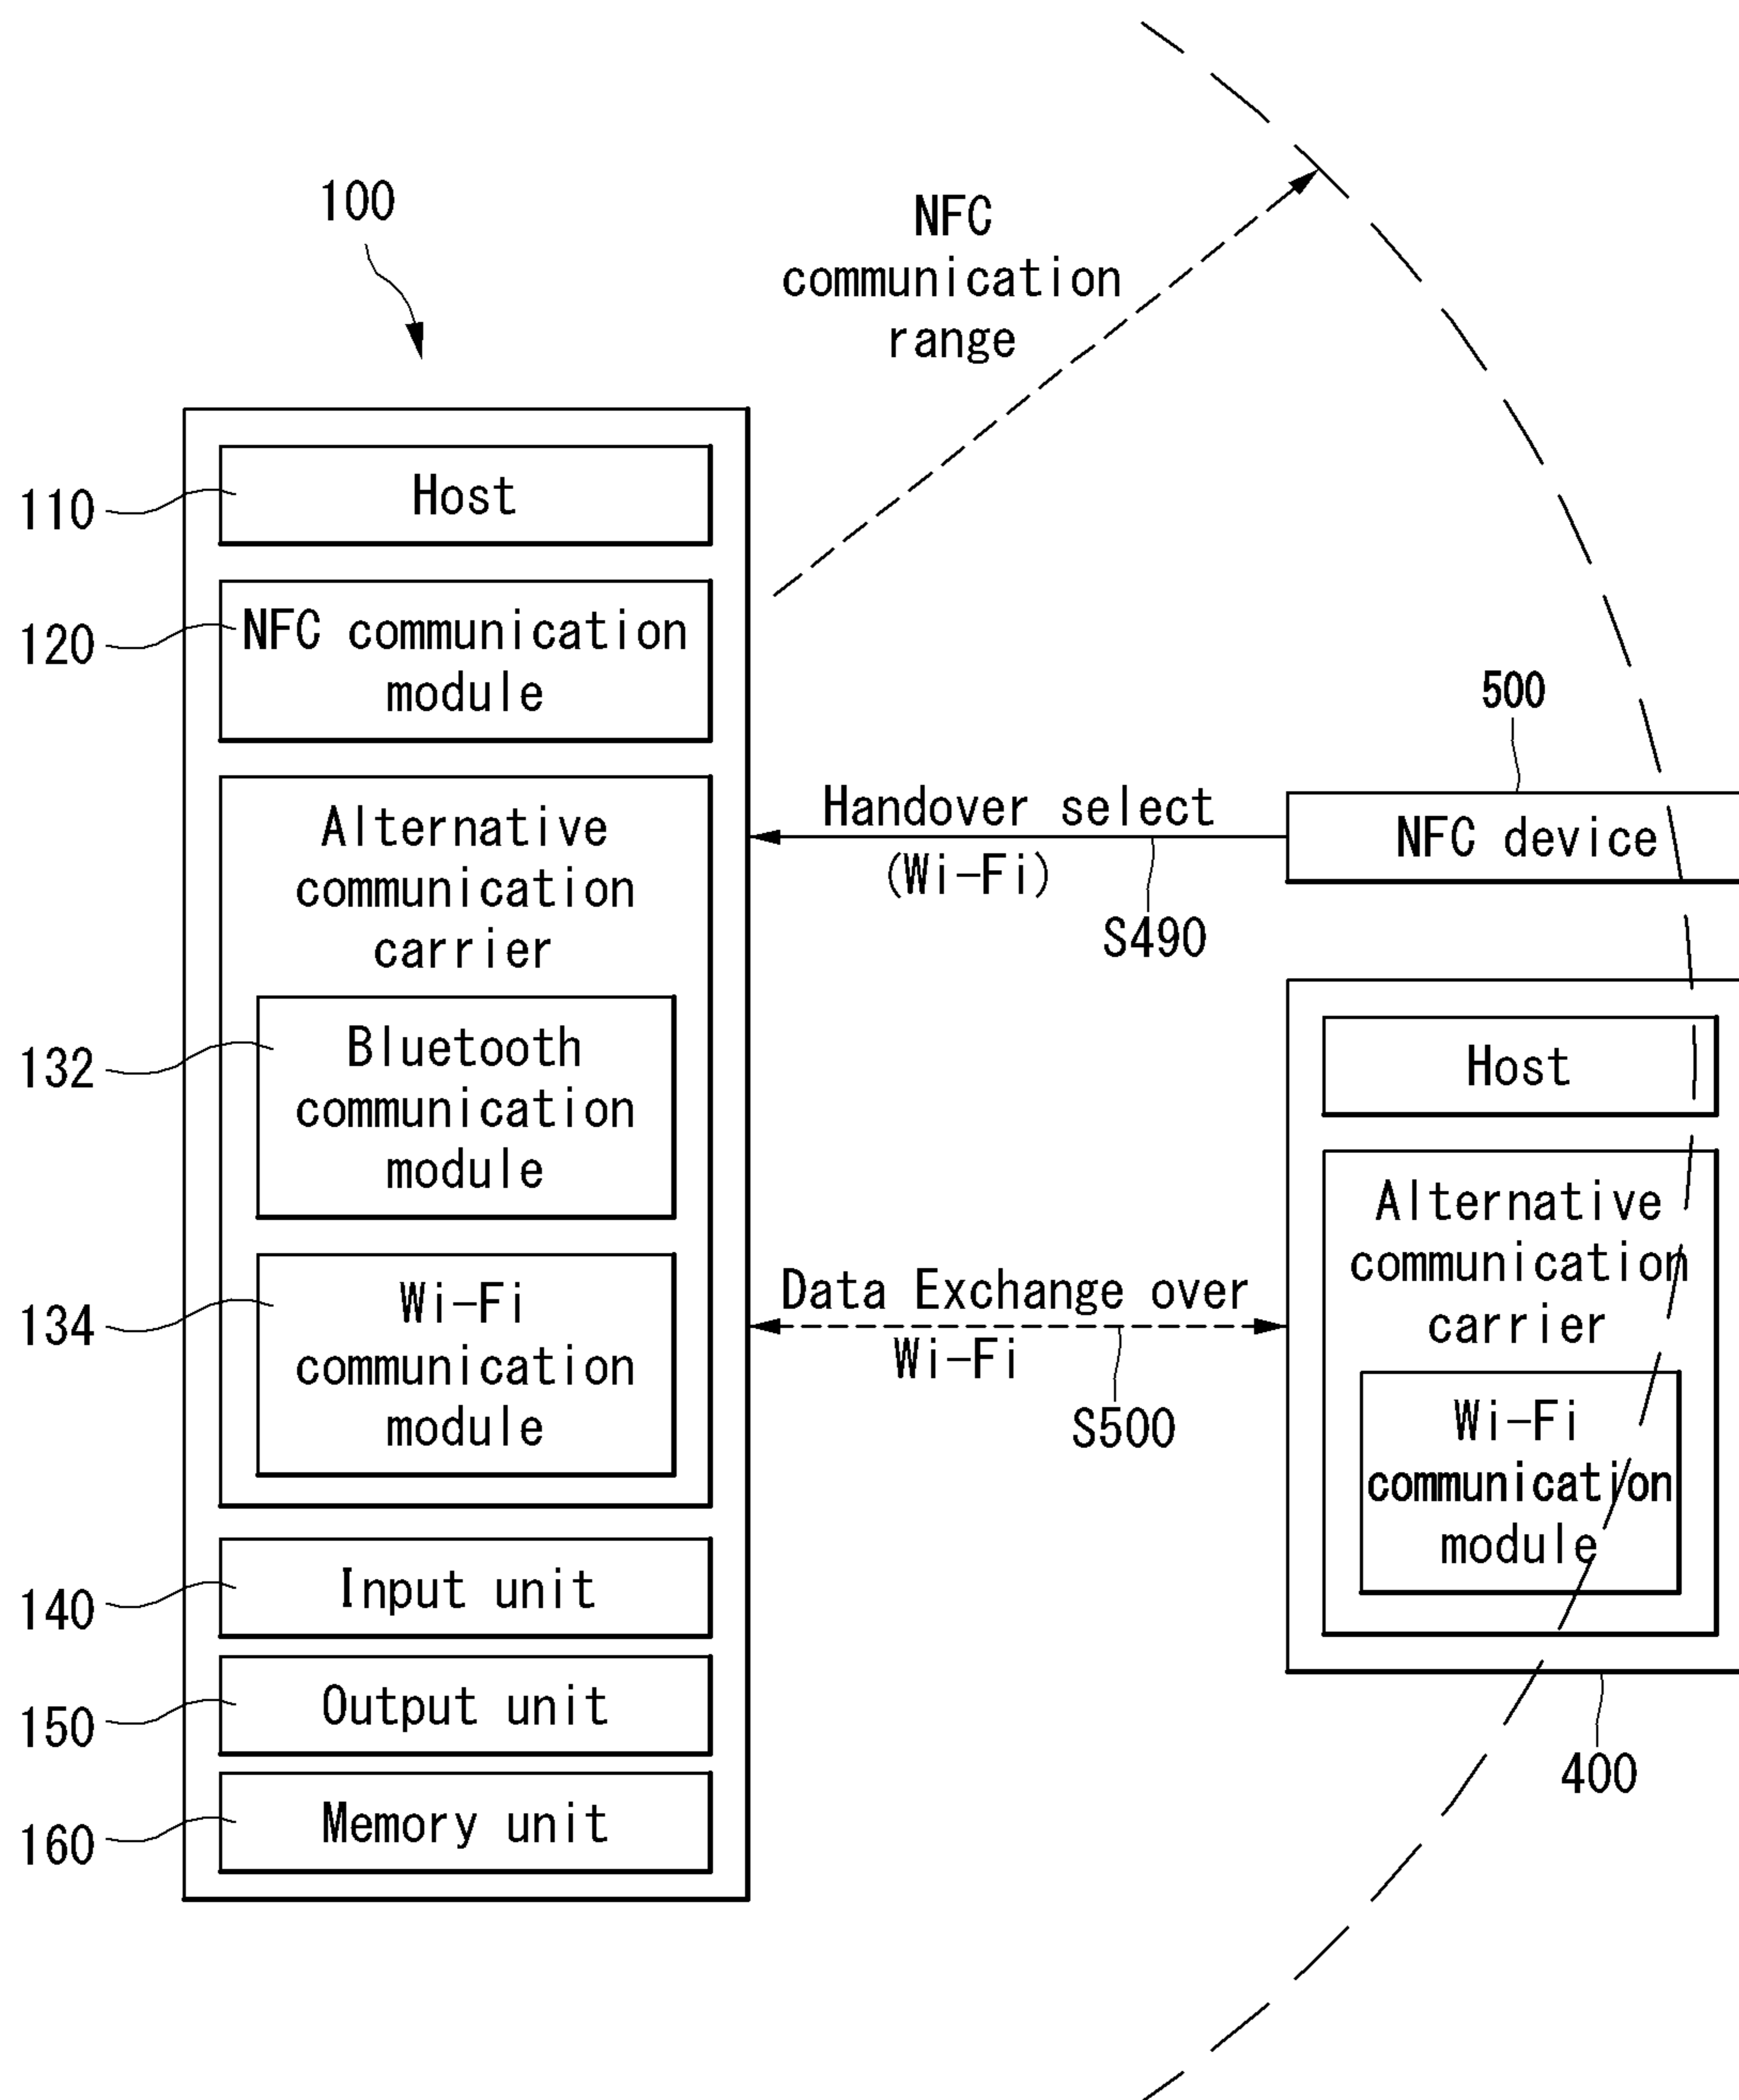 100
NFC
communication
range
110
Host
120
NFC communication
module
Alternative
communication
carrier
132
Bluetooth
communication
module
134
Wi-Fi
communication
module
140
Input unit
150
Output unit
160
Memory unit
Handover select
(Wi-Fi)
S490
500
NFC device
Data Exchange over
Wi-Fi
S500
Host
Alternative
communication
carrier
Wi-Fi
communication
module
400